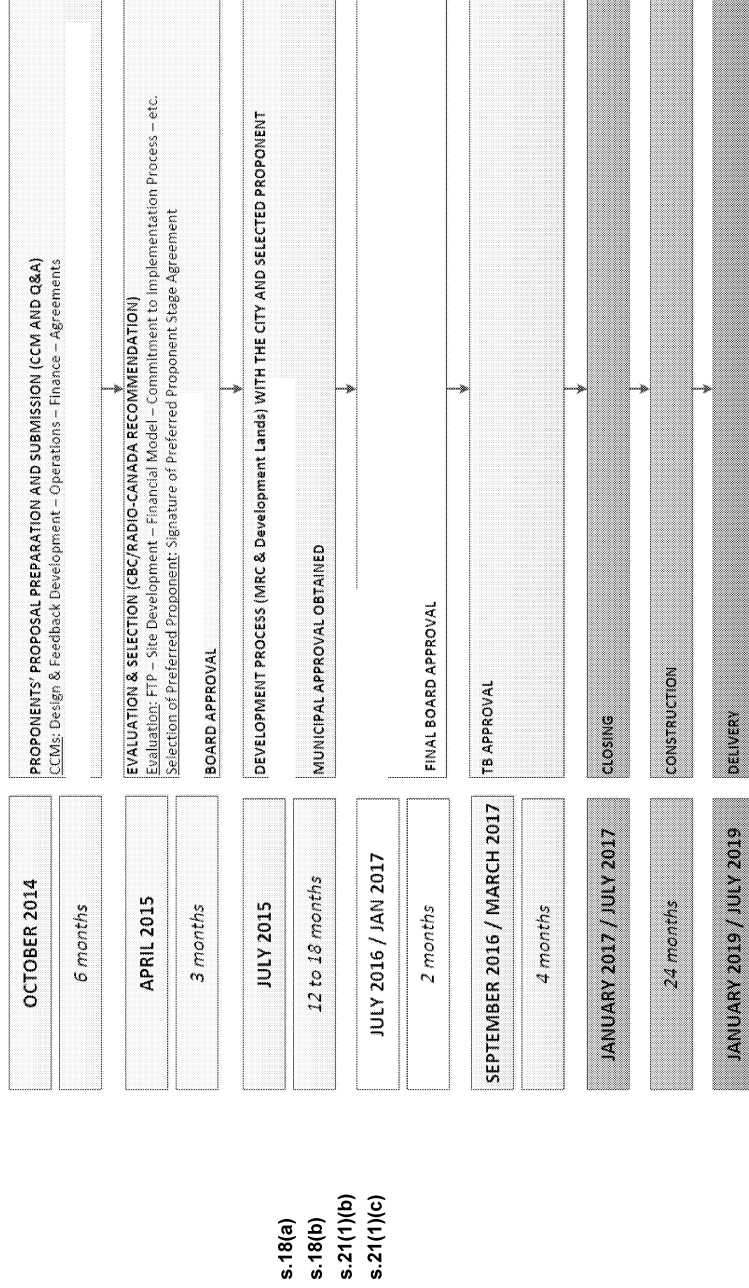 OCTOBER 2014
6 months
PROPONENTS' PROPOSAL PREPARATION AND SUBMISSION (CCM AND Q&A)
CCMs: Design & Feedback Development – Operations – Finance – Agreements
APRIL 2015
3 months
EVALUATION & SELECTION (CBC/RADIO-CANADA RECOMMENDATION)
Evaluation: FTP – Site Development – Financial Model – Commitment to Implementation Process – etc.
Selection of Preferred Proponent: Signature of Preferred Proponent Stage Agreement
BOARD APPROVAL
JULY 2015
12 to 18 months
DEVELOPMENT PROCESS (MRC & Development Lands) WITH THE CITY AND SELECTED PROPONENT
MUNICIPAL APPROVAL OBTAINED
JULY 2016 / JAN 2017
2 months
FINAL BOARD APPROVAL
SEPTEMBER 2016 / MARCH 2017
4 months
TB APPROVAL
JANUARY 2017 / JULY 2017
CLOSING
24 months
CONSTRUCTION
JANUARY 2019 / JULY 2019
DELIVERY
s.18(a)
s.18(b)
s.21(1)(b)
s.21(1)(c)